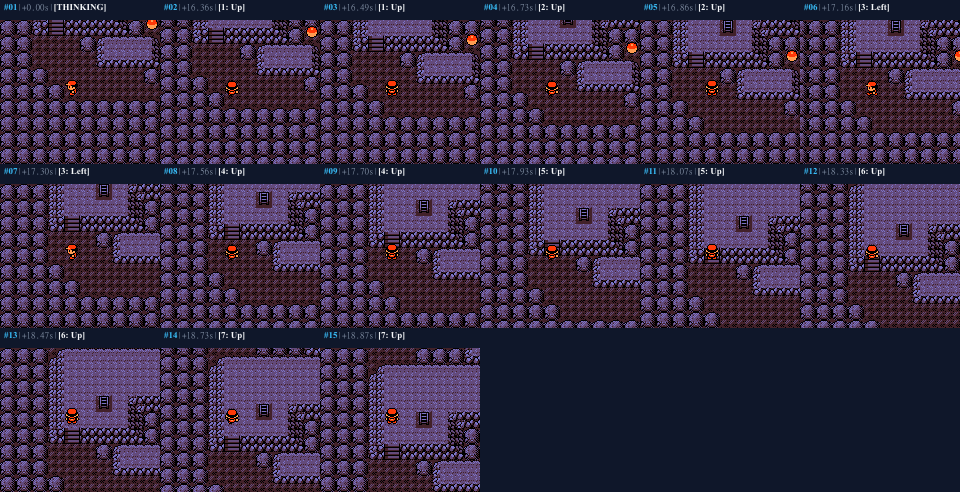 #01|+0.00s|[THINKING]
#02|+16.36s|[1: Up]
#03|+16.49s|[1: Up]
#04|+16.73s|[2: Up]
#05|+16.86s|[2: Up]
#06|+17.16s|[3: Left]
#07|+17.30s|[3: Left]
#08|+17.56s|[4: Up]
#09|+17.70s|[4: Up]
#10|+17.93s|[5: Up]
#11|+18.07s|[5: Up]
#12|+18.33s|[6: Up]
#13|+18.47s|[6: Up]
#14|+18.73s|[7: Up]
#15|+18.87s|[7: Up]